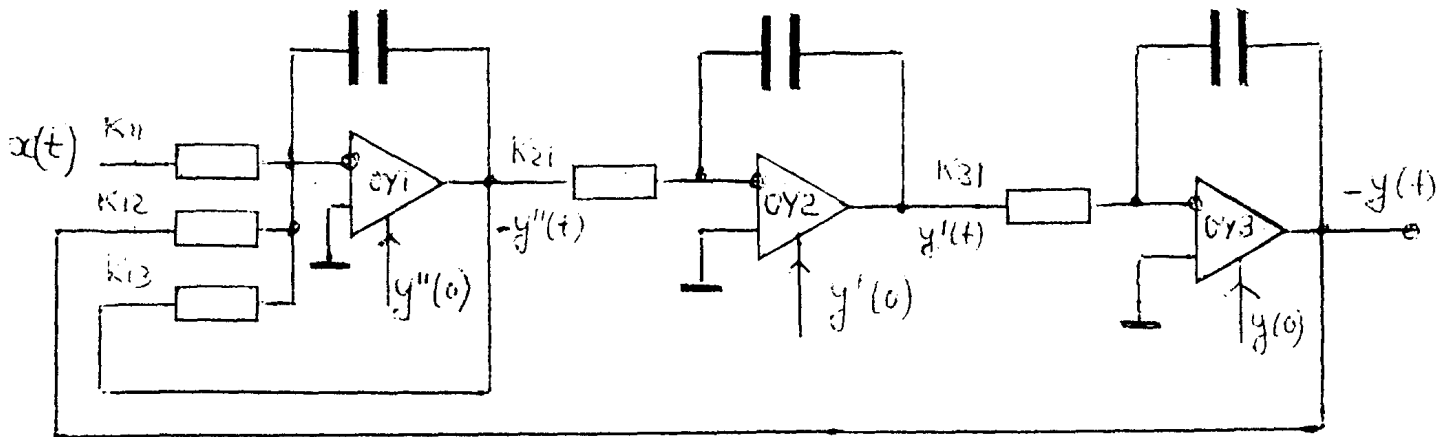 x(t)
K11
K12
K13
ОУ1
y"(0)
-y"(t)
K21
ОУ2
y'(0)
y'(t)
K31
ОУ3
y(0)
-y(t)